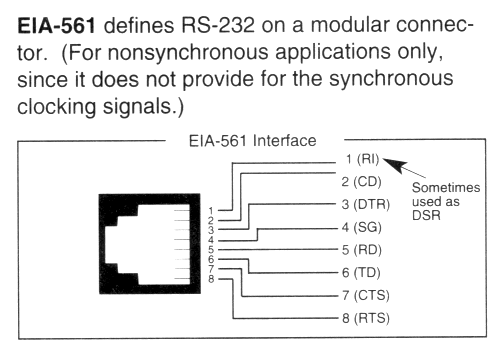 EIA-561 defines RS-232 on a modular connec-
tor. (For nonsynchronous applications only,
since it does not provide for the synchronous
clocking signals.)
EIA-561 Interface
1 (RI)
2 (CD)
3 (DTR)
4 (SG)
5 (RD)
6 (TD)
7 (CTS)
8 (RTS)
Sometimes
used as
DSR
1
2
3
4
5
6
7
8